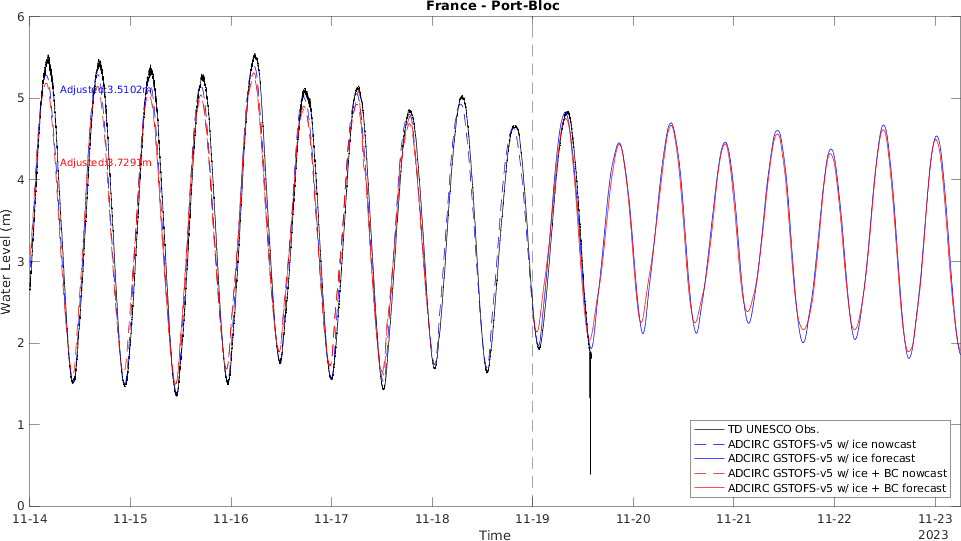 France - Port-Bloc
6
5
4
3
2
1
0
Water Level (m)
Adjusted:3.5102m
Adjusted:3.7291m
TD UNESCO Obs.
ADCIRC GSTOFS-v5 w/ ice nowcast
ADCIRC GSTOFS-v5 w/ ice forecast
ADCIRC GSTOFS-v5 w/ ice + BC nowcast
ADCIRC GSTOFS-v5 w/ ice + BC forecast
11-14 11-15 11-16 11-17 11-18 11-19 11-20 11-21 11-22 11-23
Time
2023